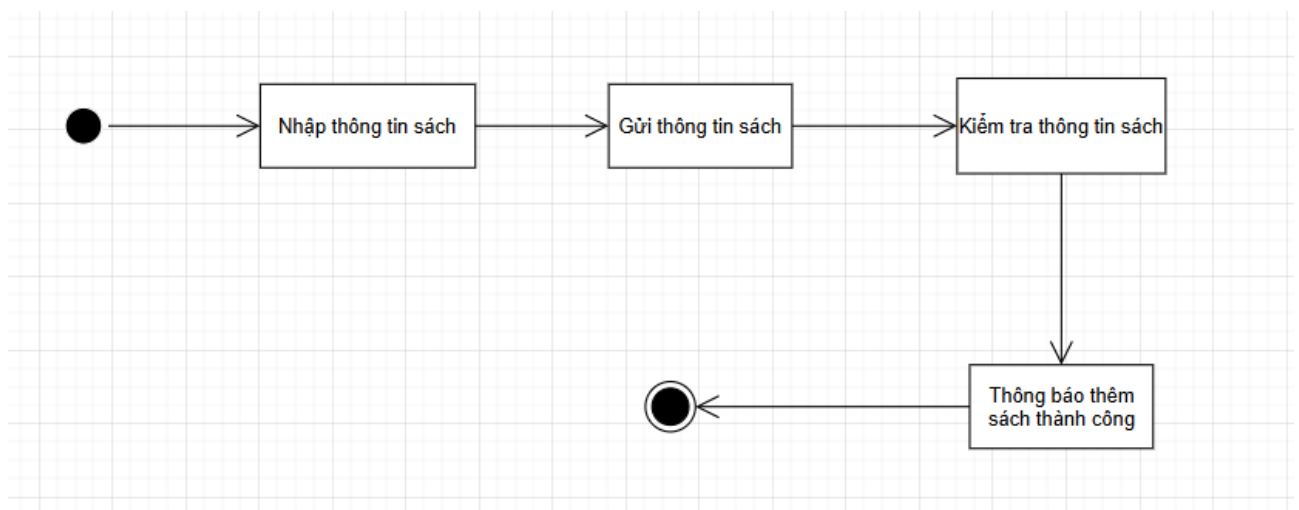 Nhập thông tin sách
Gửi thông tin sách
Kiểm tra thông tin sách
Thông báo thêm
sách thành công